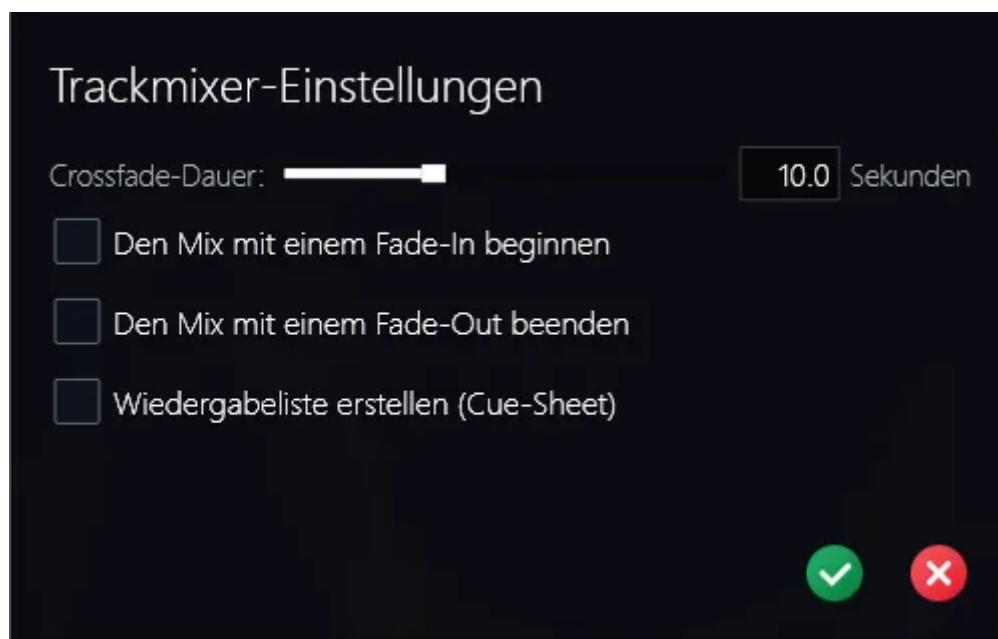 Trackmixer-Einstellungen
Crossfade-Dauer: 10.0 Sekunden
Den Mix mit einem Fade-In beginnen
Den Mix mit einem Fade-Out beenden
Wiedergabeliste erstellen (Cue-Sheet)